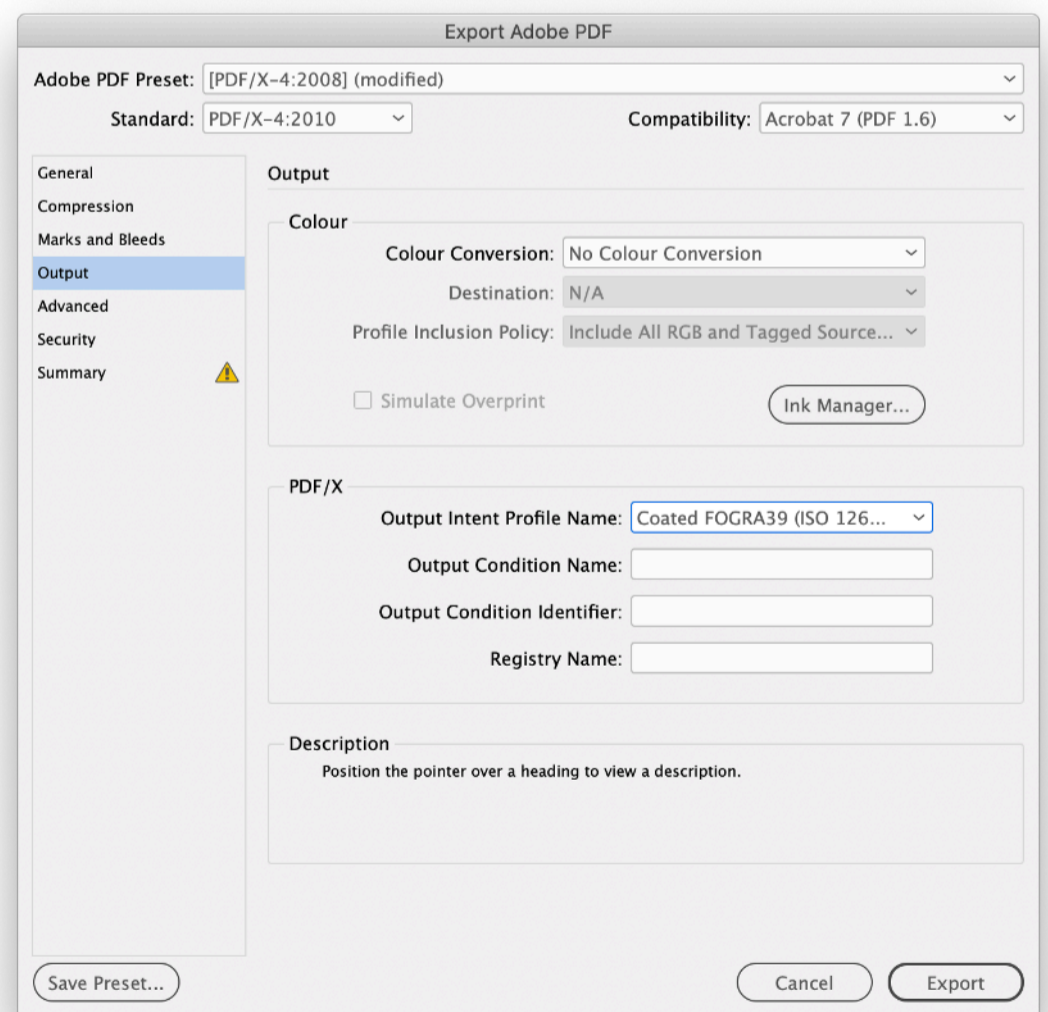 Export Adobe PDF
Adobe PDF Preset: [PDF/X-4:2008] (modified)
Standard: PDF/X-4:2010 Compatibility: Acrobat 7 (PDF 1.6)
General
Compression
Marks and Bleeds
Output
Advanced
Security
Summary
Output
Colour
Colour Conversion: No Colour Conversion
Destination: N/A
Profile Inclusion Policy: Include All RGB and Tagged Source...
Simulate Overprint Ink Manager...
PDF/X
Output Intent Profile Name: Coated FOGRA39 (ISO 126...
Output Condition Name:
Output Condition Identifier:
Registry Name:
Description
Position the pointer over a heading to view a description.
Save Preset... Cancel Export